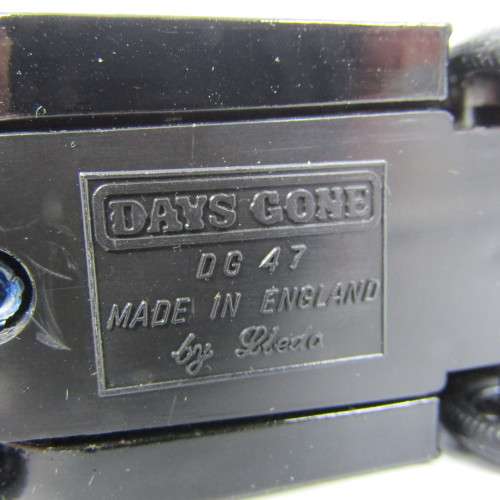 DAYS GONE
DG 47
MADE IN ENGLAND
by Lledo